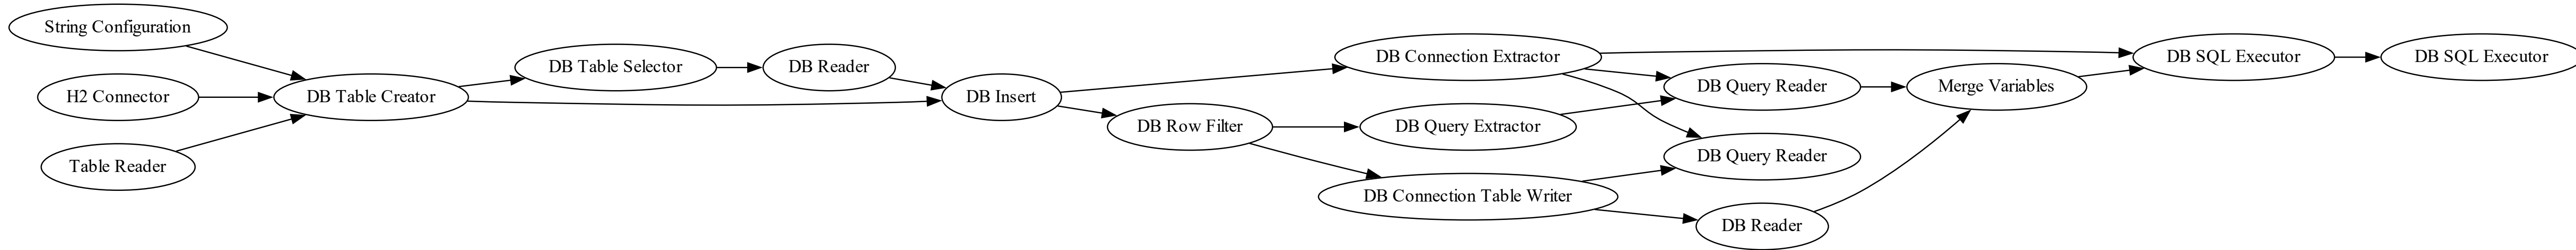 String Configuration
H2 Connector
Table Reader
DB Table Creator
DB Table Selector
DB Reader
DB Insert
DB Connection Extractor
DB Row Filter
DB Query Extractor
DB Connection Table Writer
DB Query Reader
DB Query Reader
DB Reader
Merge Variables
DB SQL Executor
DB SQL Executor